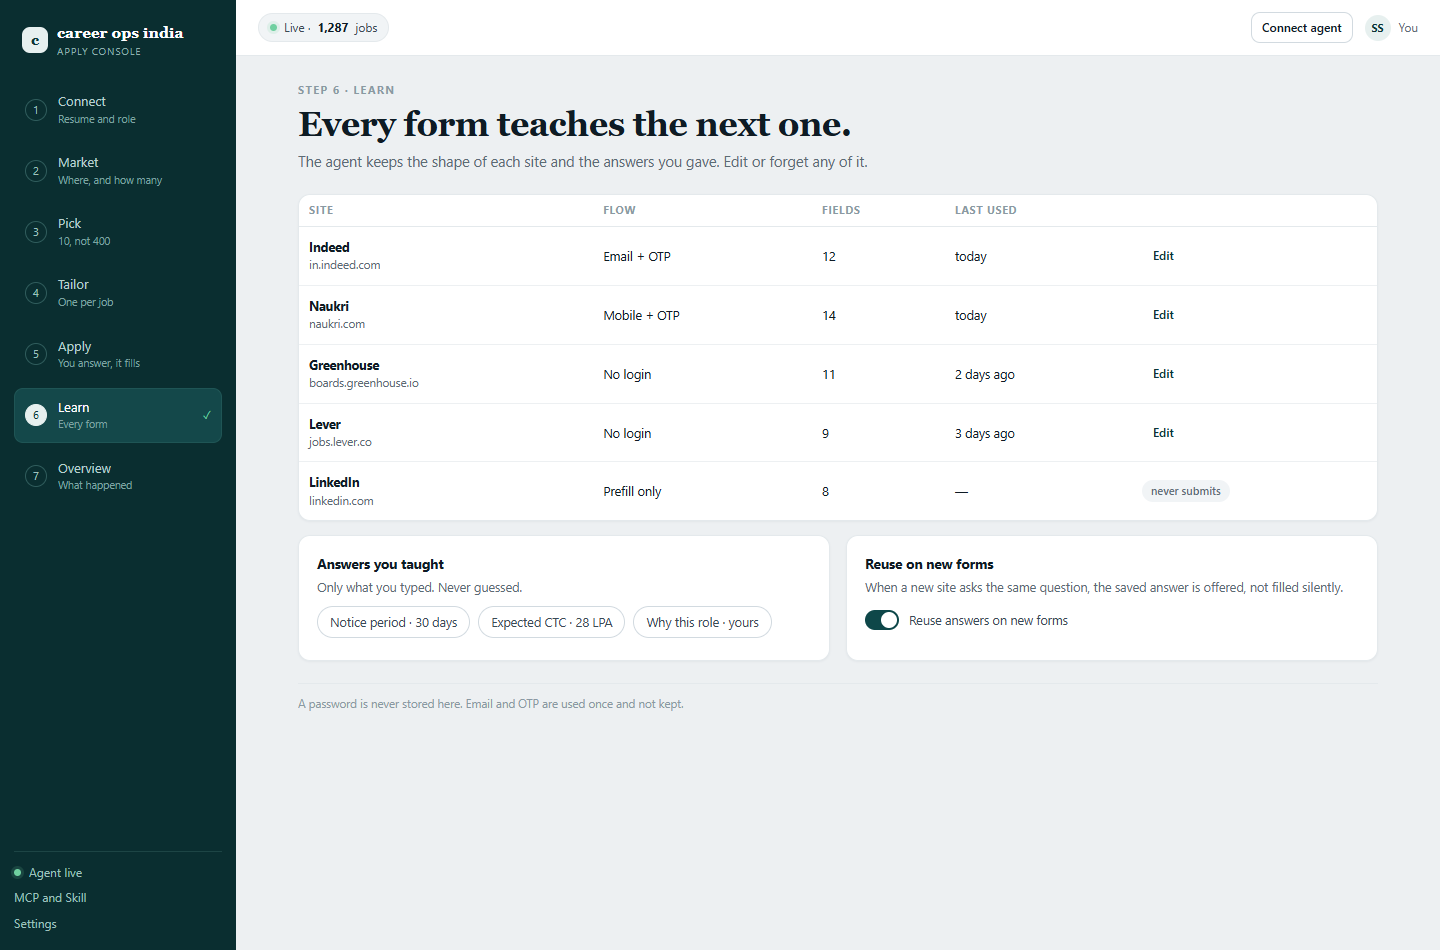 c
career ops india
APPLY CONSOLE
1
Connect
Resume and role
2
Market
Where, and how many
3
Pick
10, not 400
4
Tailor
One per job
5
Apply
You answer, it fills
6
Learn
Every form
✓
7
Overview
What happened
Agent live
MCP and Skill
Settings
Live · 1,287 jobs
Connect agent
SS
You
STEP 6 · LEARN
Every form teaches the next one.
The agent keeps the shape of each site and the answers you gave. Edit or forget any of it.
SITE FLOW FIELDS LAST USED
Indeed
in.indeed.com
Email + OTP 12 today Edit
Naukri
naukri.com
Mobile + OTP 14 today Edit
Greenhouse
boards.greenhouse.io
No login 11 2 days ago Edit
Lever
jobs.lever.co
No login 9 3 days ago Edit
LinkedIn
linkedin.com
Prefill only 8 — never submits
Answers you taught
Only what you typed. Never guessed.
Notice period · 30 days
Expected CTC · 28 LPA
Why this role · yours
Reuse on new forms
When a new site asks the same question, the saved answer is offered, not filled silently.
Reuse answers on new forms
A password is never stored here. Email and OTP are used once and not kept.